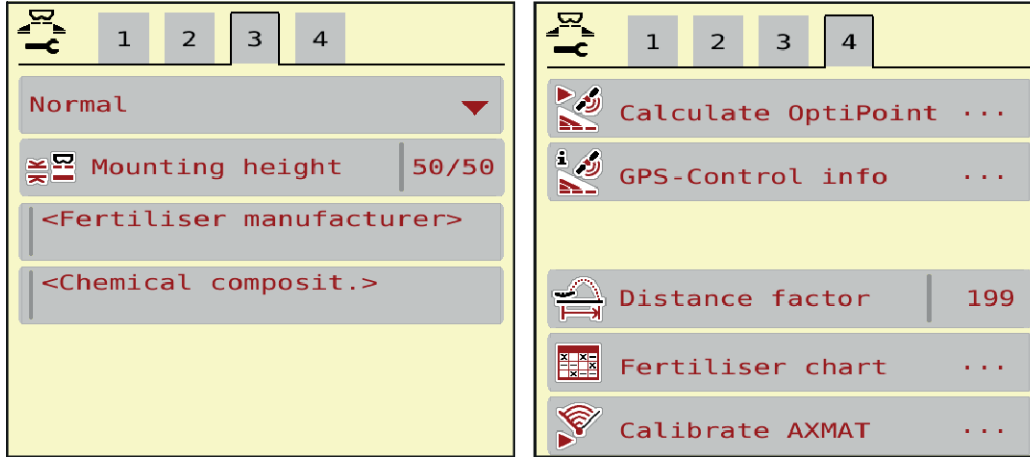 1 2 3 4
Normal
Mounting height 50/50
<Fertiliser manufacturer>
<Chemical composit.>
1 2 3 4
Calculate OptiPoint ...
GPS-Control info ...
Distance factor 199
Fertiliser chart ...
Calibrate AXMAT ...